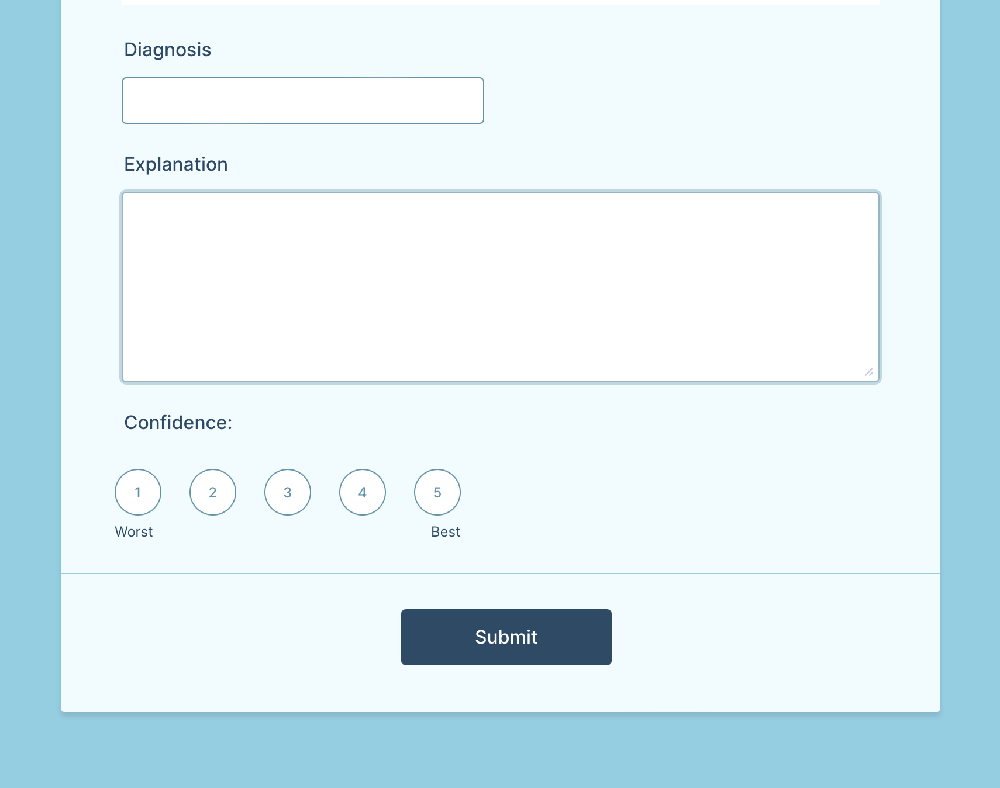 Diagnosis
Explanation
Confidence:
1 2 3 4 5
Worst Best
Submit